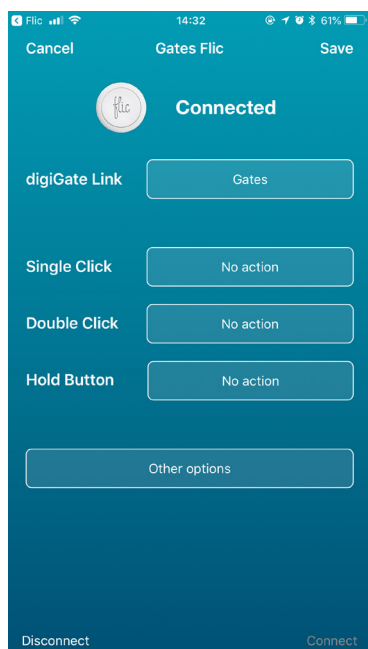 Flic 14:32 61%
Cancel Gates Flic Save
flic Connected
digiGate Link Gates
Single Click No action
Double Click No action
Hold Button No action
Other options
Disconnect Connect